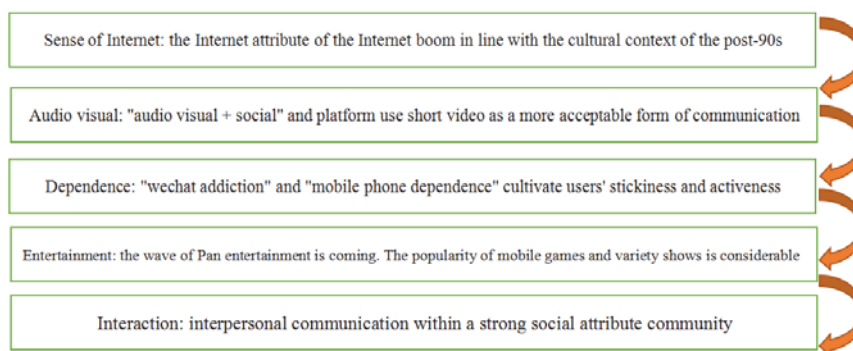 Sense of Internet: the Internet attribute of the Internet boom in line with the cultural context of the post-90s
Audio visual: "audio visual + social" and platform use short video as a more acceptable form of communication
Dependence: "wechat addiction" and "mobile phone dependence" cultivate users' stickiness and activeness
Entertainment: the wave of Pan entertainment is coming. The popularity of mobile games and variety shows is considerable
Interaction: interpersonal communication within a strong social attribute community